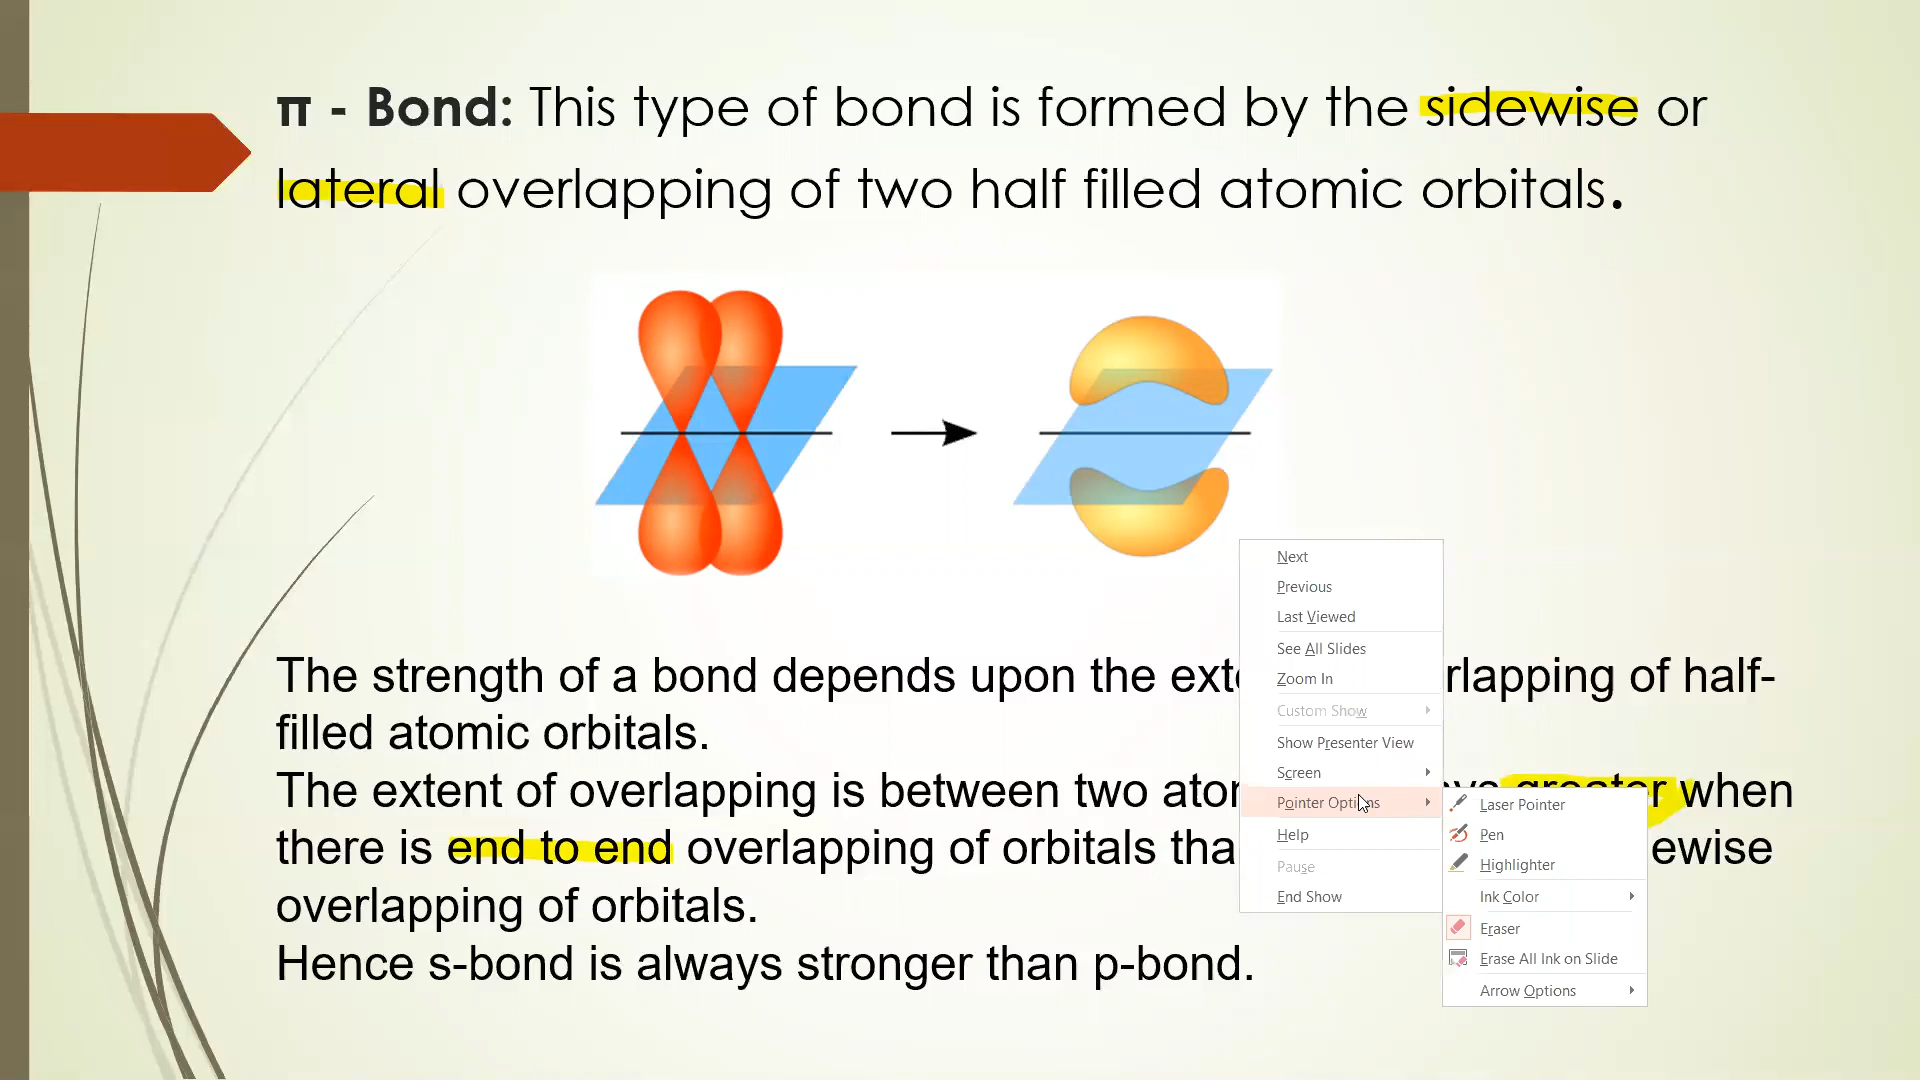 π - Bond: This type of bond is formed by the sidewise or
lateral overlapping of two half filled atomic orbitals.
The strength of a bond depends upon the rlapping of half-
filled atomic orbitals.
The extent of overlapping is between two greater when
there is end to end overlapping of orbitals ewise
overlapping of orbitals.
Hence s-bond is always stronger than p-bond.
Next
Previous
Last Viewed
See All Slides
Zoom In
Custom Show
Show Presenter View
Screen
Pointer Options
Help
Pause
End Show
Laser Pointer
Pen
Highlighter
Ink Color
Eraser
Erase All Ink on Slide
Arrow Options